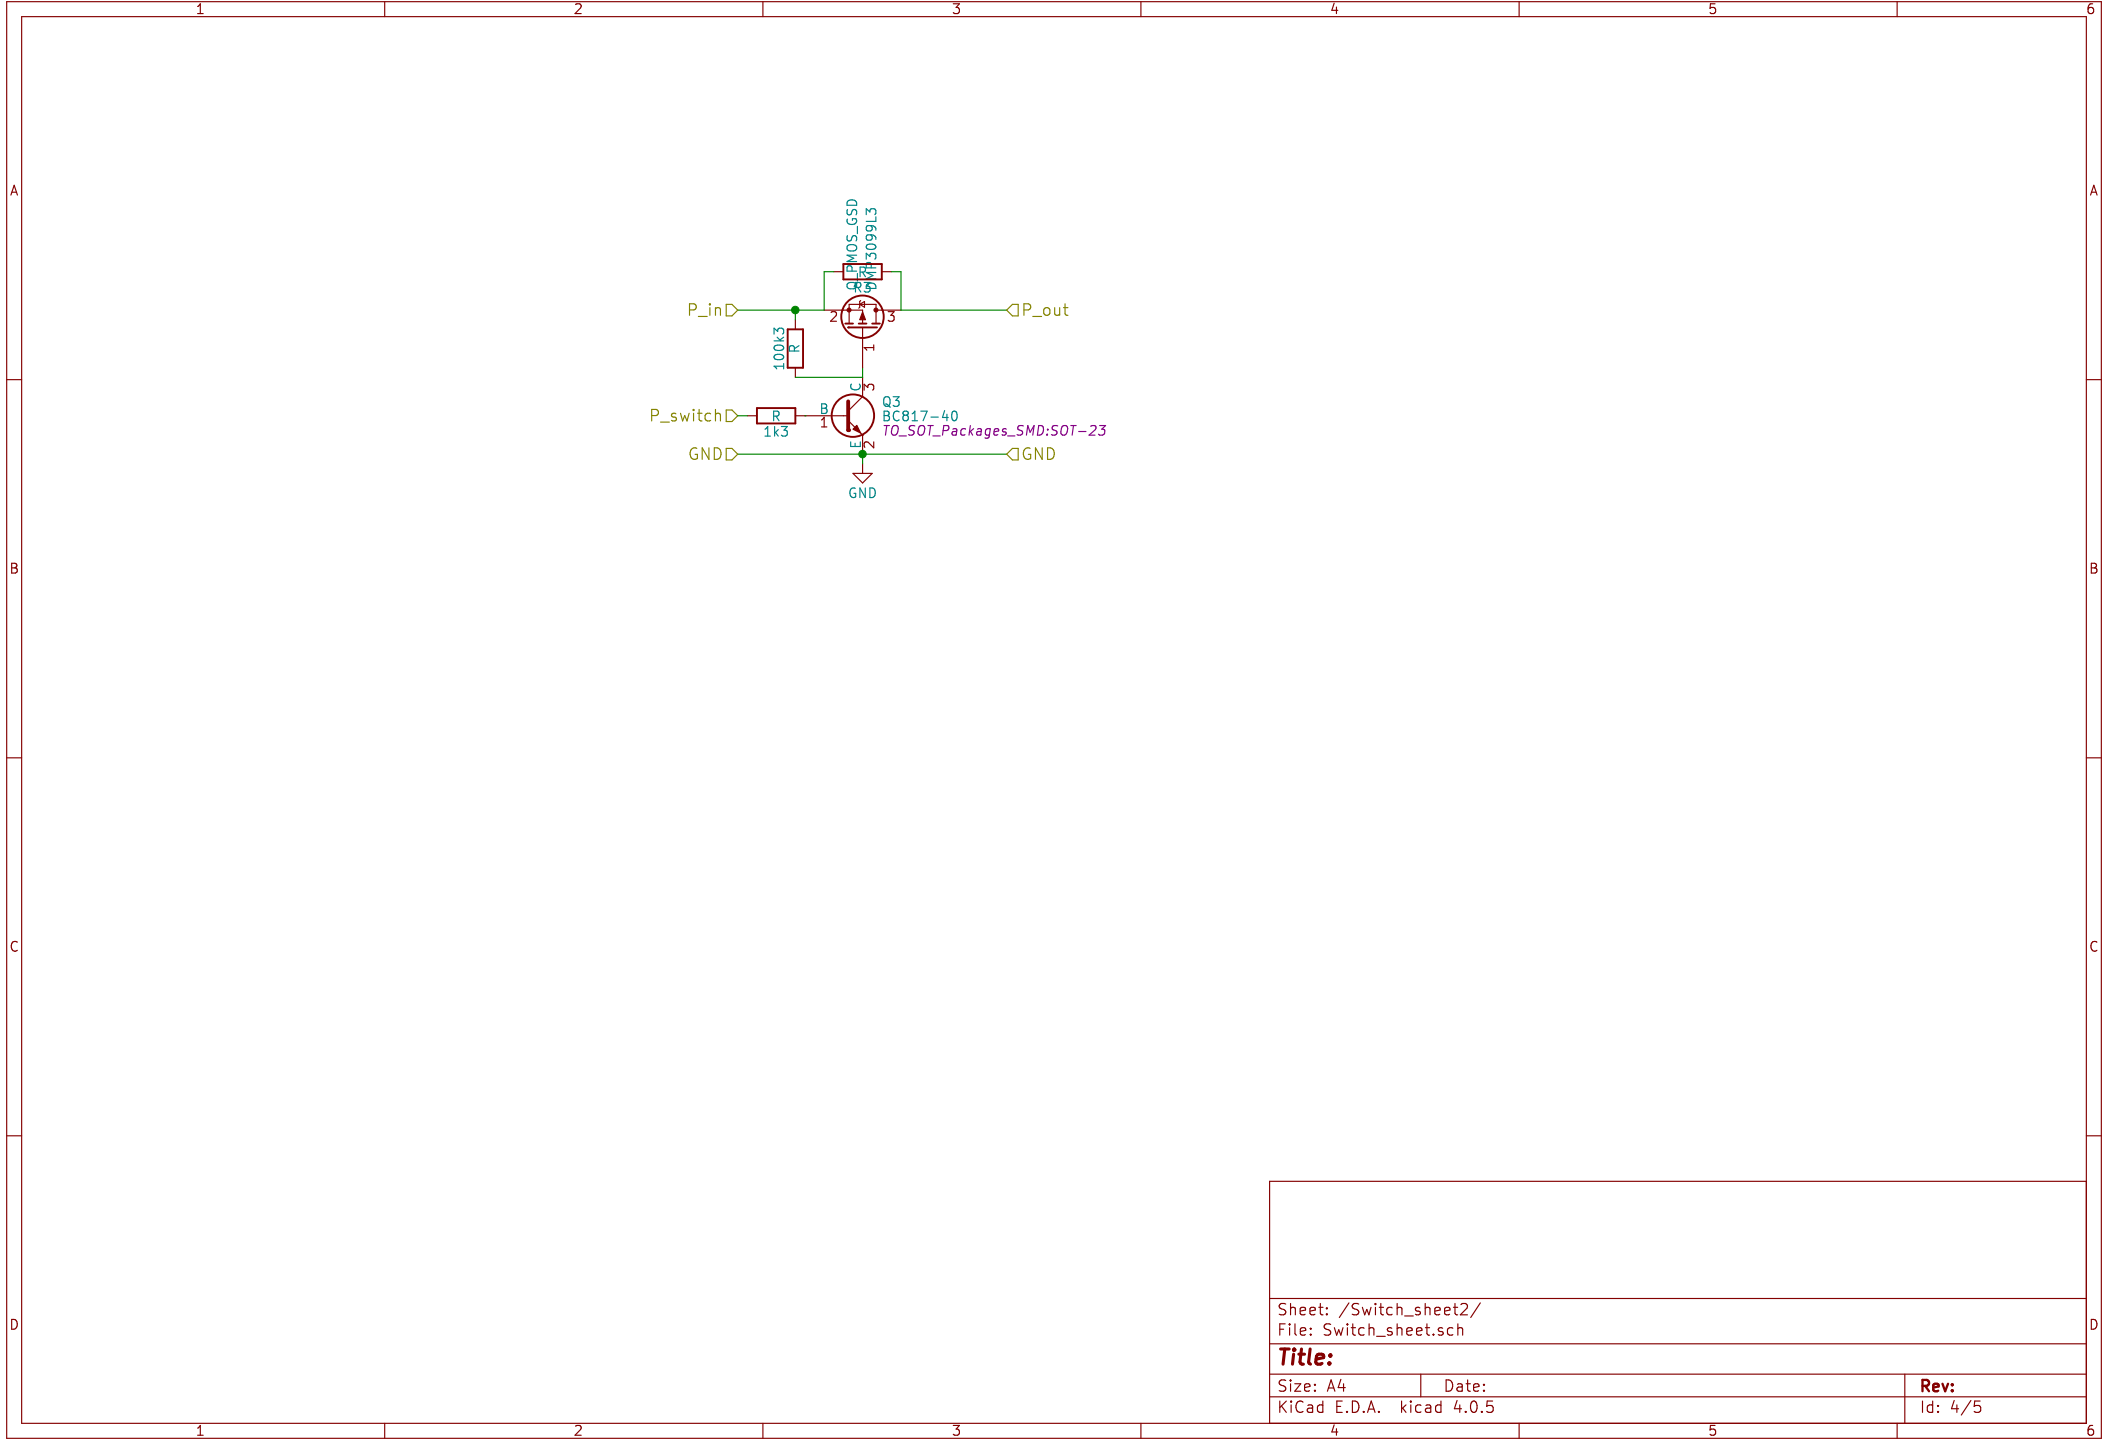 1 2 3 4 5 6
A A
Q_PMOS_GSD
DMP3099L3
R
R3
P_in
2
3
P_out
100k3
R
1
C
3
Q3
P_switch
R
B
BC817-40
1
1k3
TO_SOT_Packages_SMD:SOT-23
E
2
GND
GND
GND
B B
C C
Sheet: /Switch_sheet2/
File: Switch_sheet.sch
D D
Title:
Size: A4 Date: Rev:
KiCad E.D.A. kicad 4.0.5 Id: 4/5
1 2 3 4 5 6